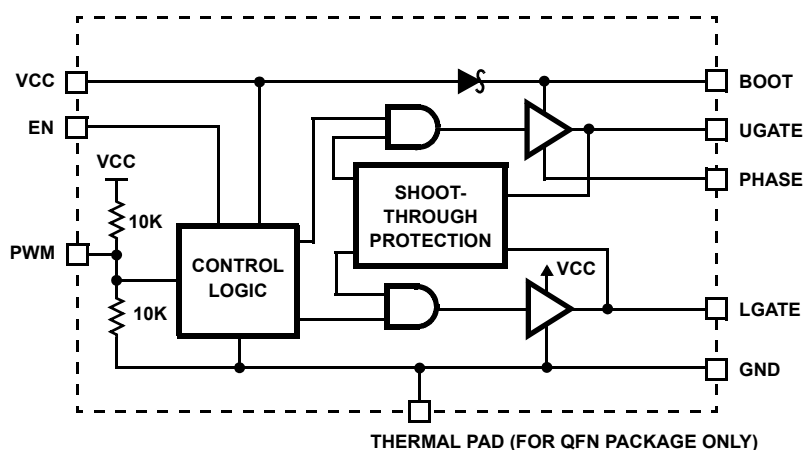 VCC
BOOT
EN
UGATE
VCC
PHASE
10K
SHOOT-
THROUGH
PROTECTION
PWM
CONTROL
LOGIC
VCC
10K
LGATE
GND
THERMAL PAD (FOR QFN PACKAGE ONLY)